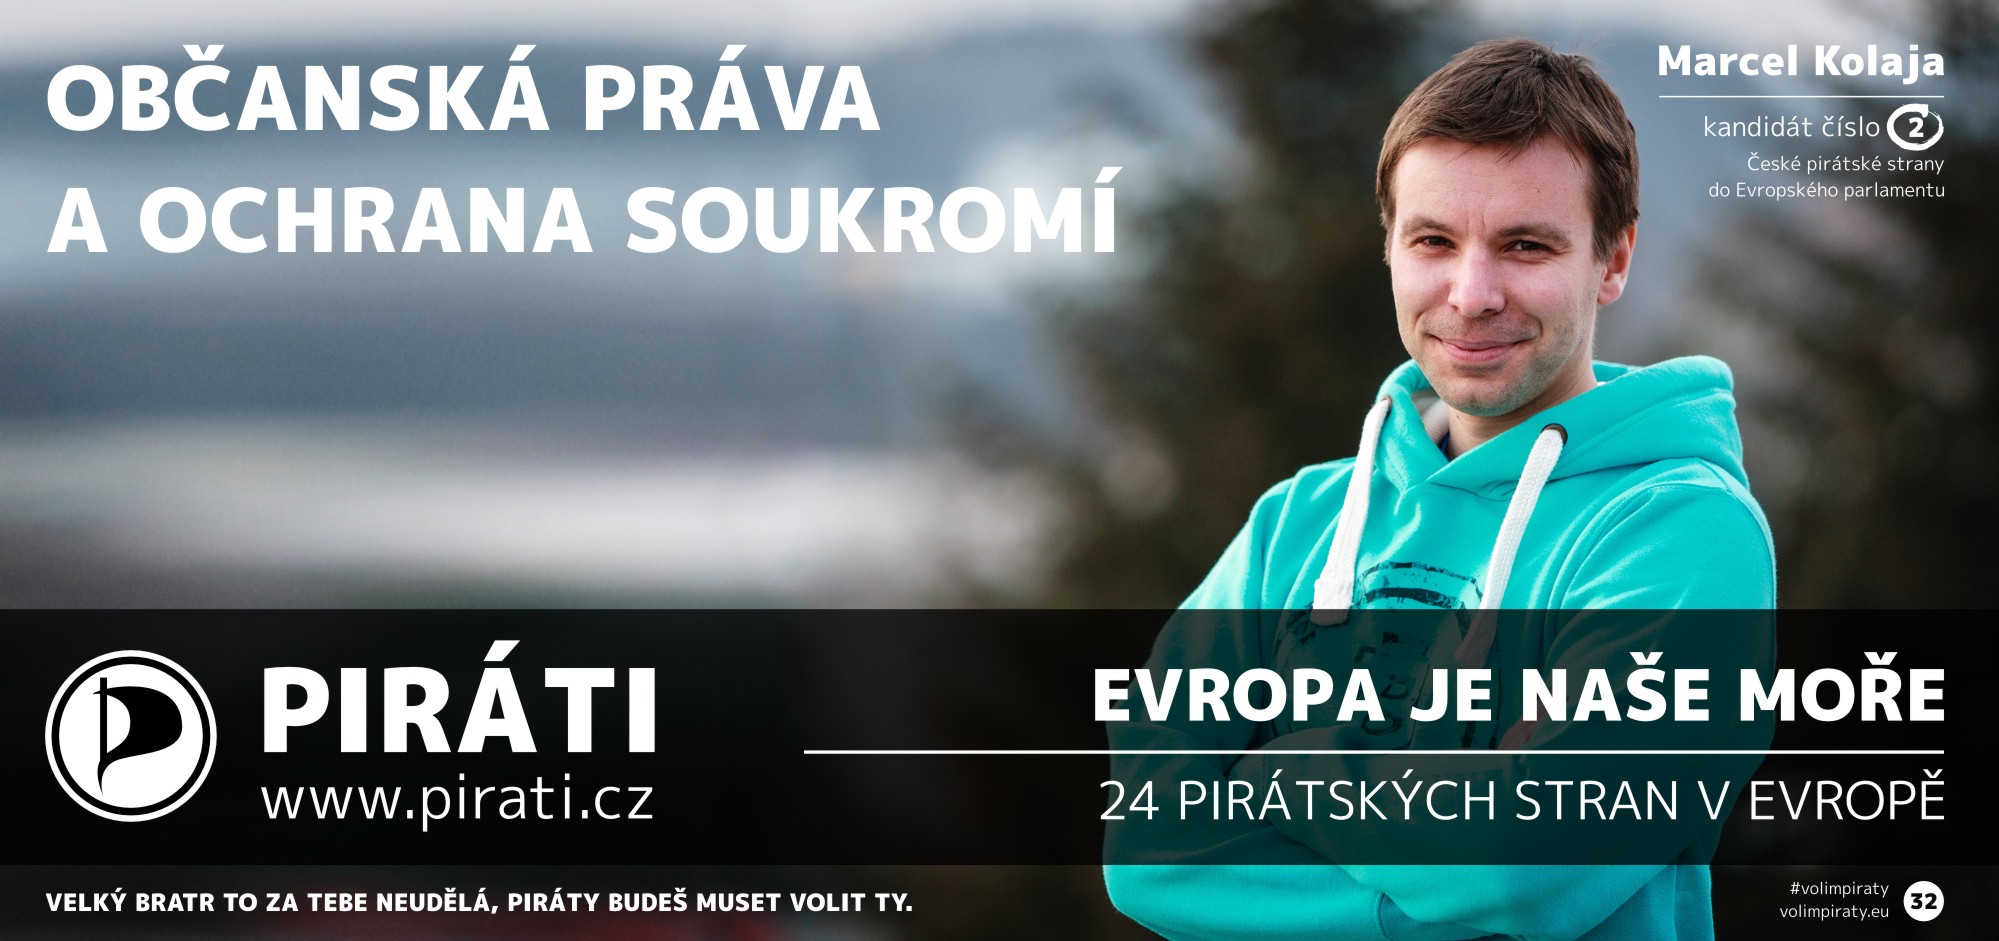 OBČANSKÁ PRÁVA
A OCHRANA SOUKROMÍ
Marcel Kolaja
kandidát číslo 2
České pirátské strany
do Evropského parlamentu
PIRÁTI
www.pirati.cz
EVROPA JE NAŠE MOŘE
24 PIRÁTSKÝCH STRAN V EVROPĚ
VELKÝ BRATR TO ZA TEBE NEUDĚLÁ, PIRÁTY BUDEŠ MUSET VOLIT TY.
#volimpiraty
volimpiraty.eu
32